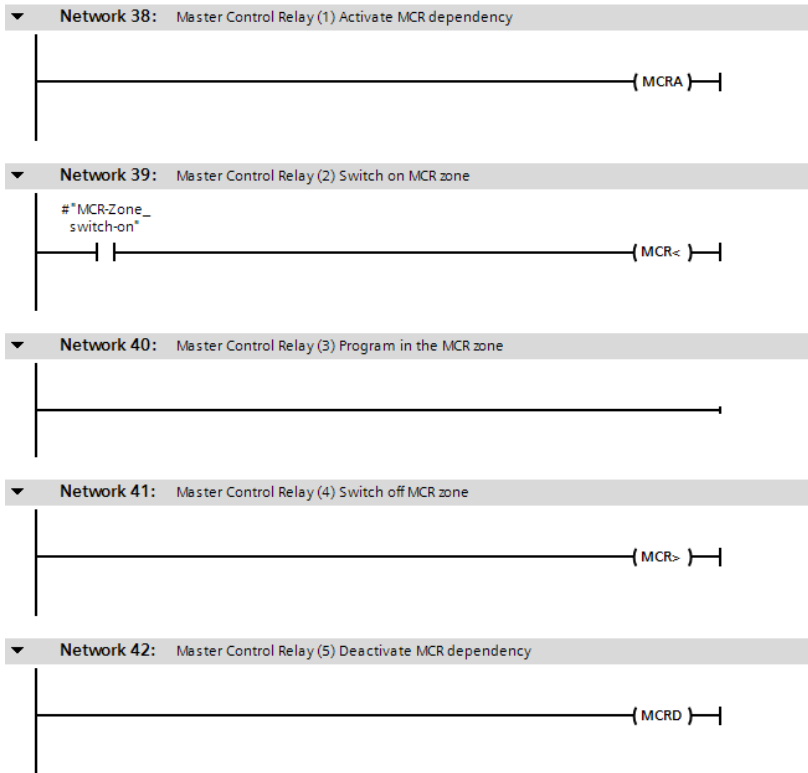 Network 38: Master Control Relay (1) Activate MCR dependency
MCRA
Network 39: Master Control Relay (2) Switch on MCR zone
#"MCR-Zone_
switch-on"
MCR<
Network 40: Master Control Relay (3) Program in the MCR zone
Network 41: Master Control Relay (4) Switch off MCR zone
MCR>
Network 42: Master Control Relay (5) Deactivate MCR dependency
MCRD